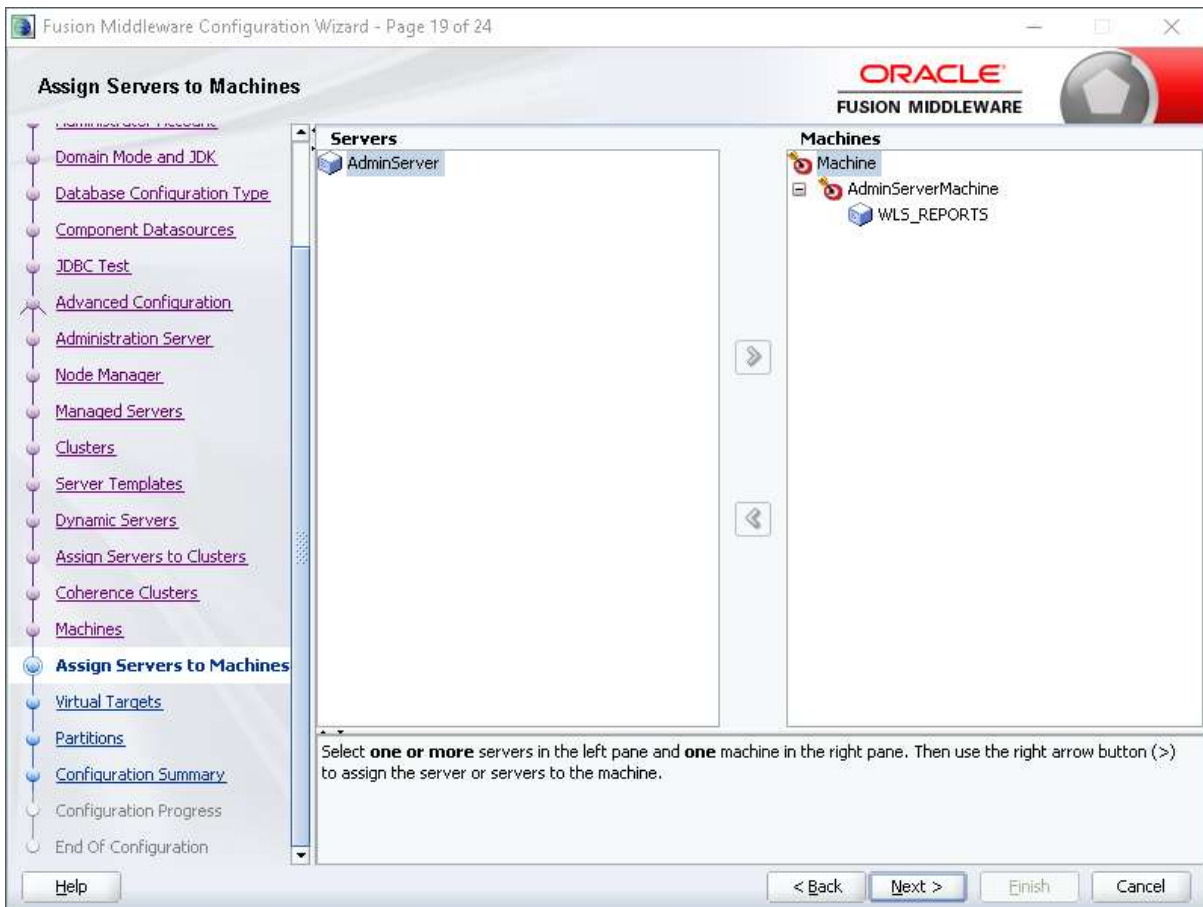 Fusion Middleware Configuration Wizard - Page 19 of 24
Assign Servers to Machines
ORACLE
FUSION MIDDLEWARE
Administrator Account
Domain Mode and JDK
Database Configuration Type
Component Datasources
JDBC Test
Advanced Configuration
Administration Server
Node Manager
Managed Servers
Clusters
Server Templates
Dynamic Servers
Assign Servers to Clusters
Coherence Clusters
Machines
Assign Servers to Machines
Virtual Targets
Partitions
Configuration Summary
Configuration Progress
End Of Configuration
Servers
AdminServer
Machines
Machine
AdminServerMachine
WLS_REPORTS
Select one or more servers in the left pane and one machine in the right pane. Then use the right arrow button (>)
to assign the server or servers to the machine.
Help
< Back
Next >
Finish
Cancel